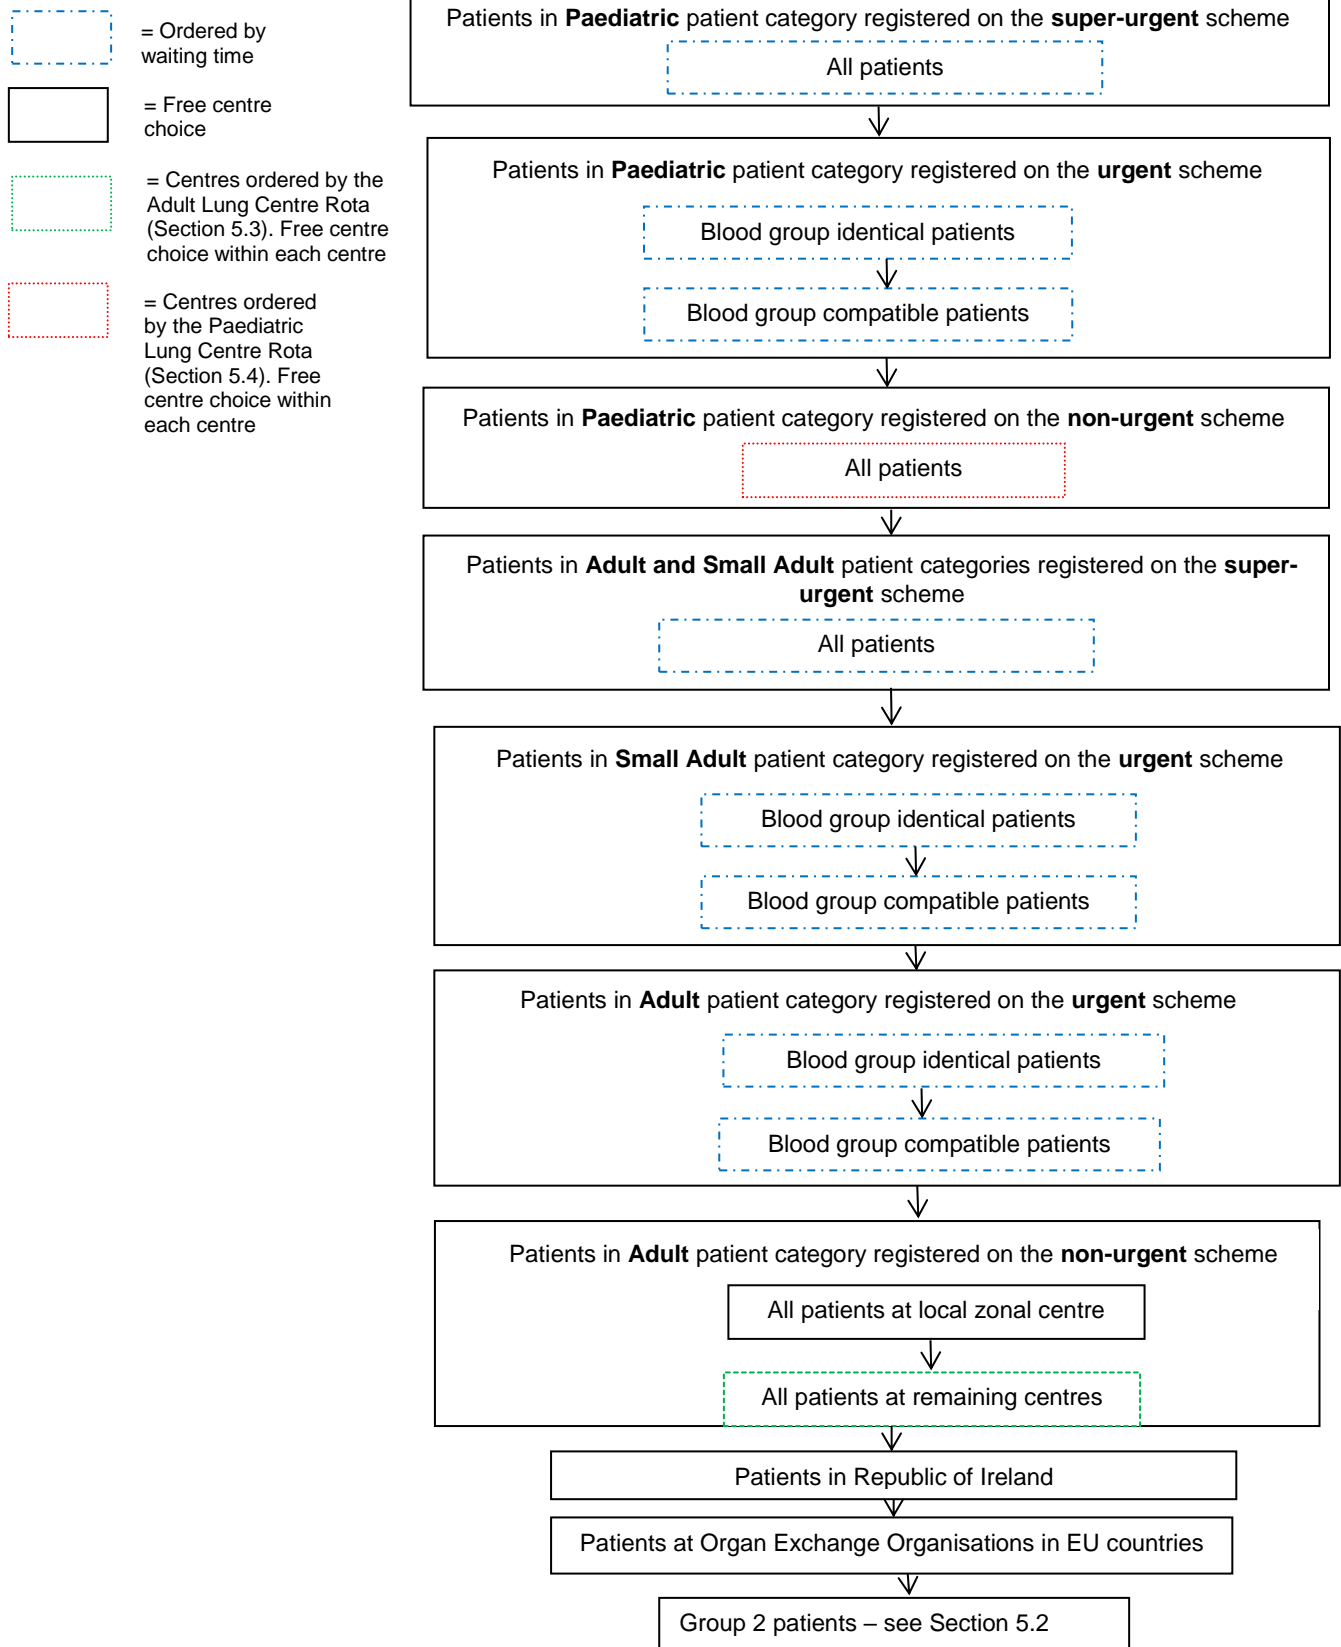 = Ordered by
waiting time
= Free centre
choice
= Centres ordered by the
Adult Lung Centre Rota
(Section 5.3). Free centre
choice within each centre
= Centres ordered
by the Paediatric
Lung Centre Rota
(Section 5.4). Free
centre choice within
each centre
Patients in Paediatric patient category registered on the super-urgent scheme
All patients
Patients in Paediatric patient category registered on the urgent scheme
Blood group identical patients
Blood group compatible patients
Patients in Paediatric patient category registered on the non-urgent scheme
All patients
Patients in Adult and Small Adult patient categories registered on the super-
urgent scheme
All patients
Patients in Small Adult patient category registered on the urgent scheme
Blood group identical patients
Blood group compatible patients
Patients in Adult patient category registered on the urgent scheme
Blood group identical patients
Blood group compatible patients
Patients in Adult patient category registered on the non-urgent scheme
All patients at local zonal centre
All patients at remaining centres
Patients in Republic of Ireland
Patients at Organ Exchange Organisations in EU countries
Group 2 patients – see Section 5.2